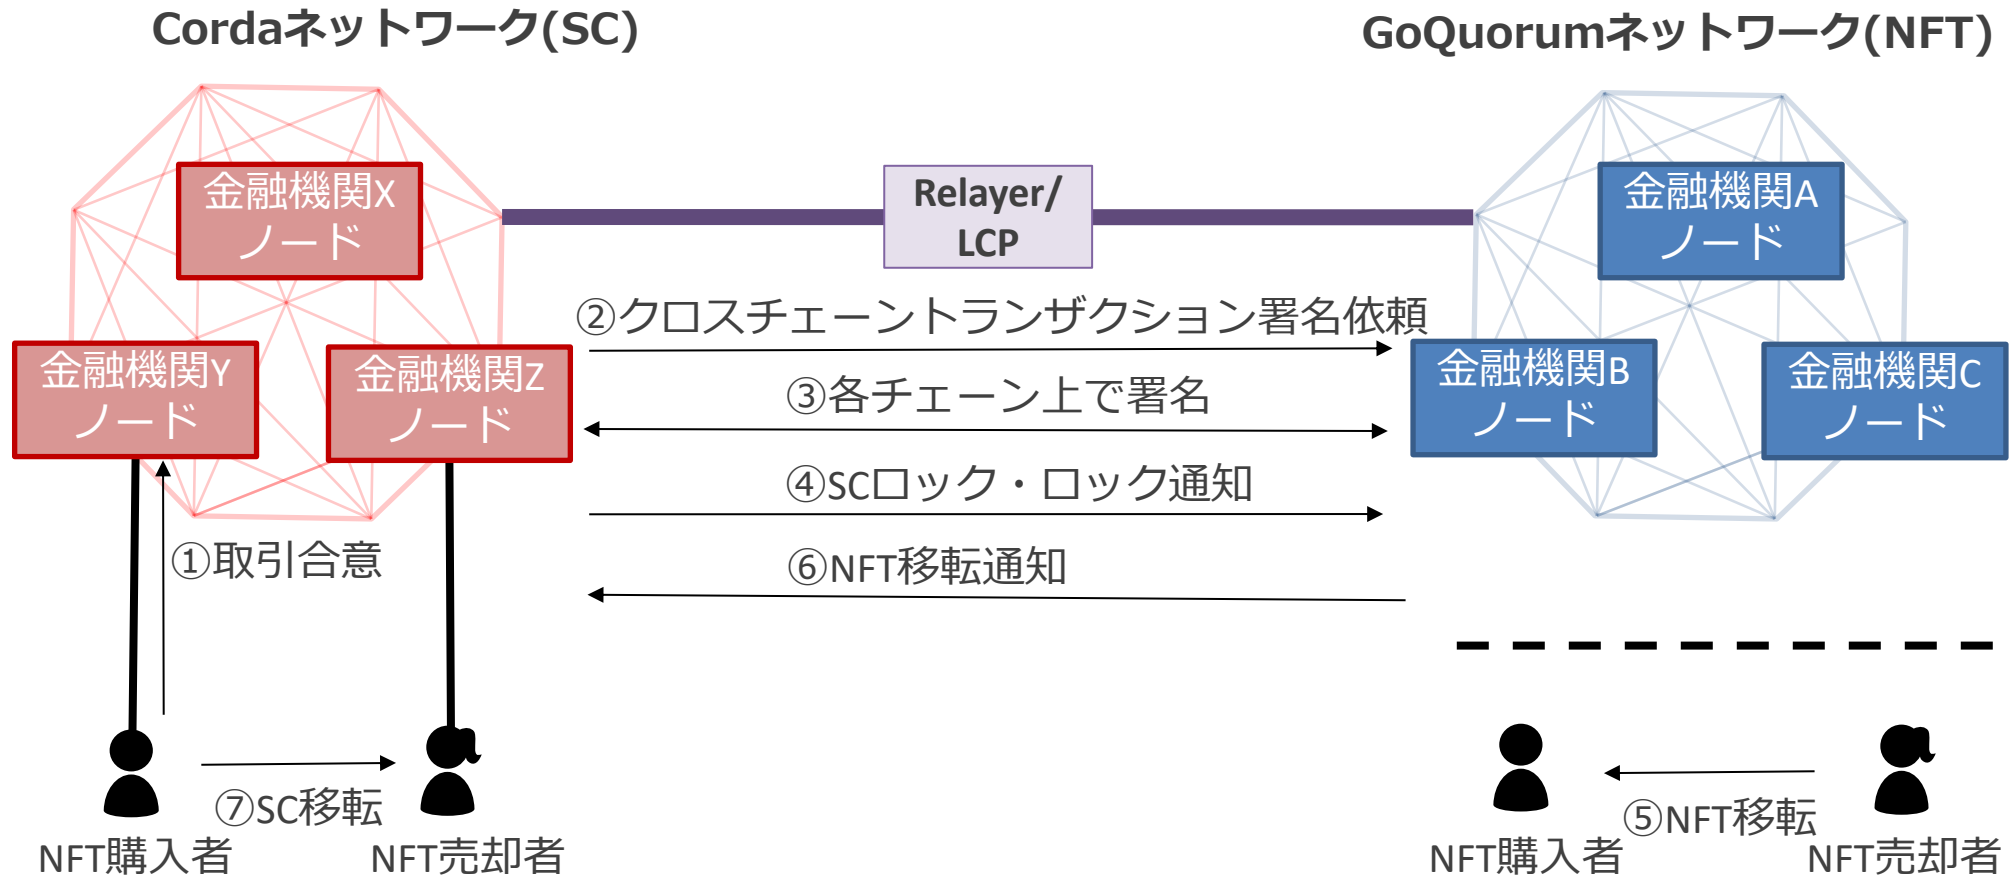 Cordaネットワーク(SC)
GoQuorumネットワーク(NFT)
金融機関X
ノード
Relayer/
LCP
金融機関A
ノード
②クロスチェーントランザクション署名依頼
金融機関Y
ノード
金融機関Z
ノード
金融機関B
ノード
金融機関C
ノード
③各チェーン上で署名
④SCロック・ロック通知
①取引合意
⑥NFT移転通知
⑦SC移転
⑤NFT移転
NFT購入者
NFT売却者
NFT購入者
NFT売却者